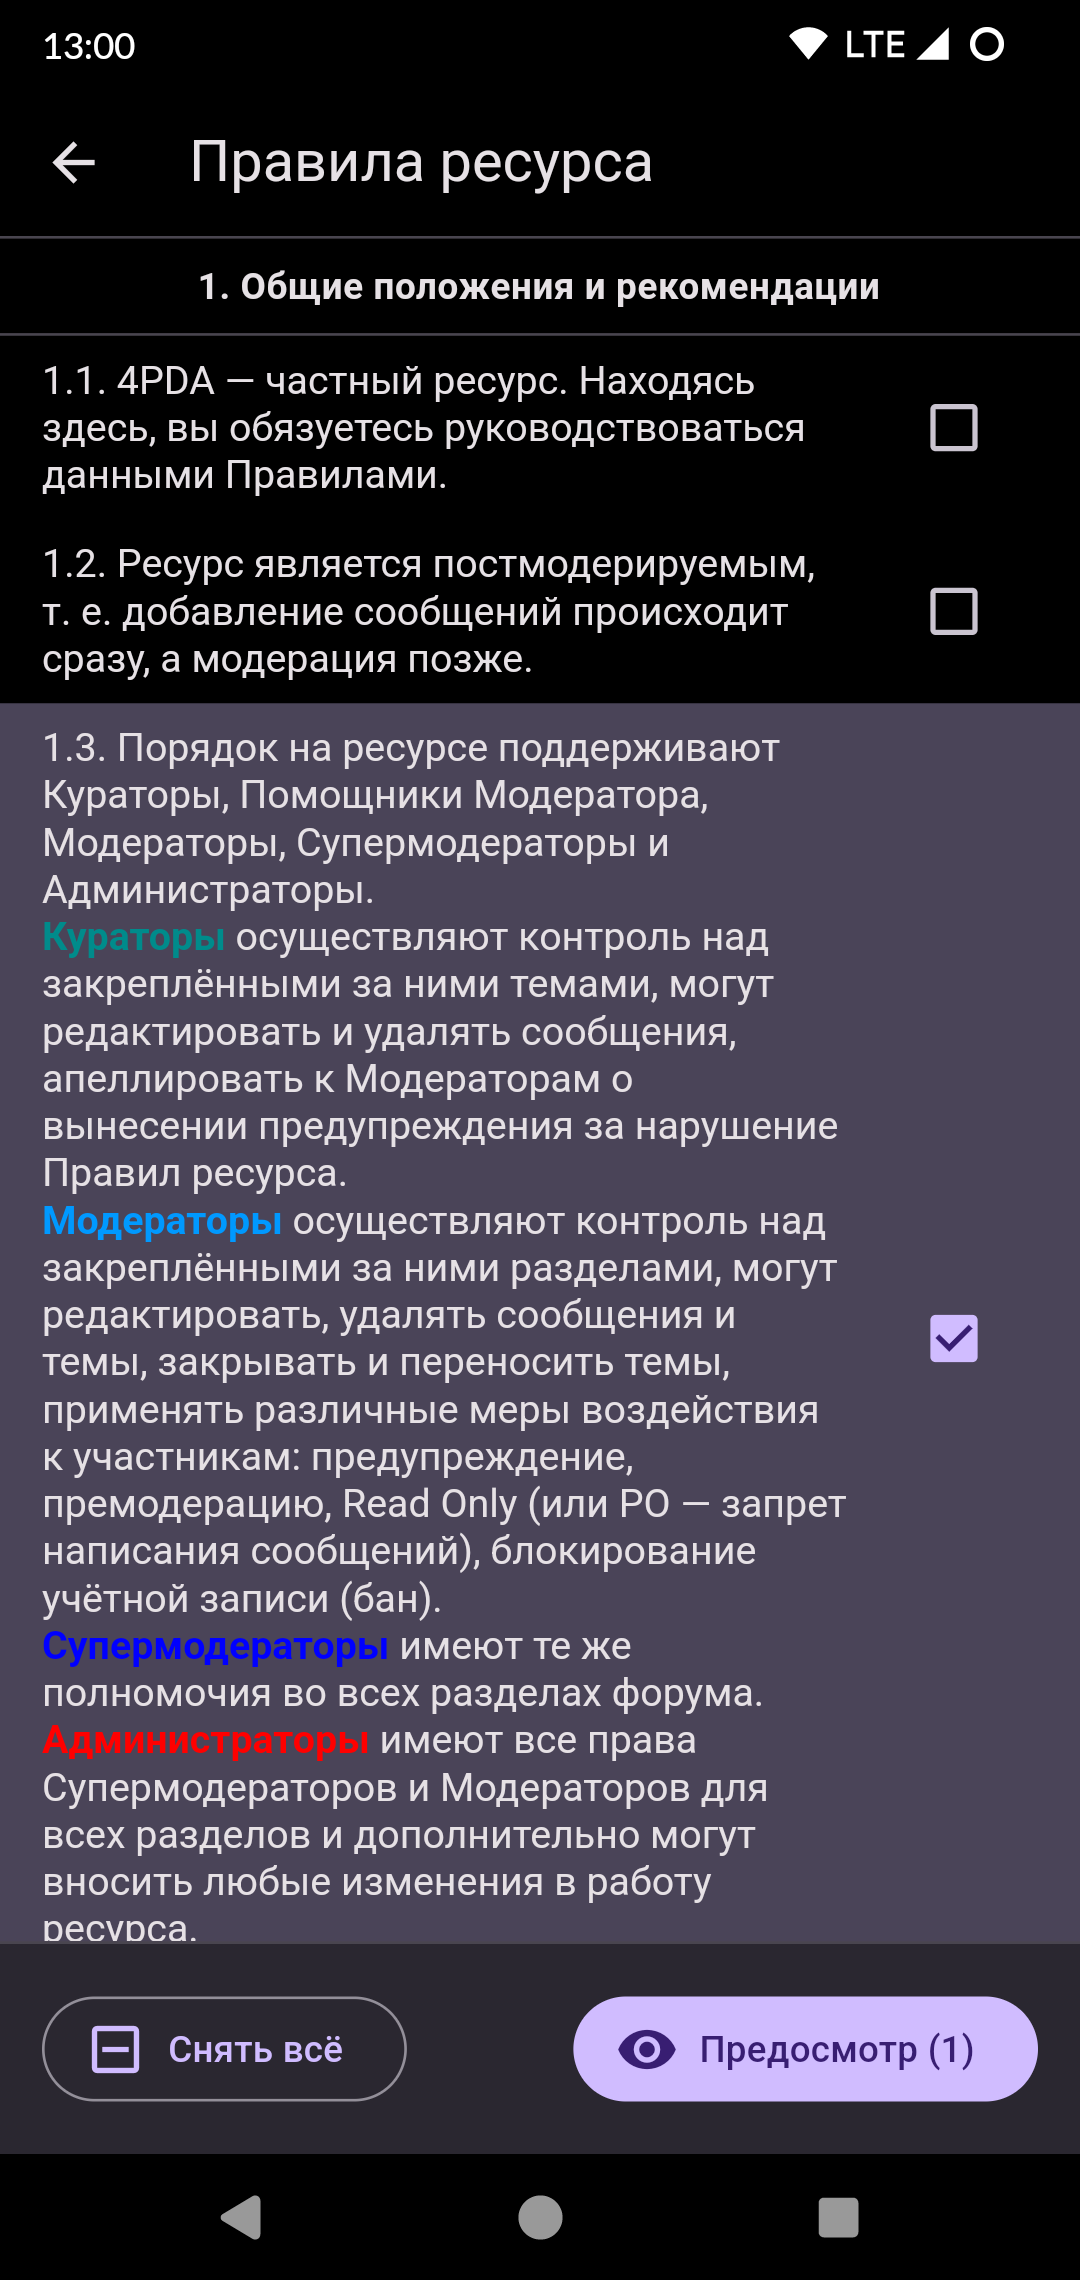 13:00
LTE
Правила ресурса
1. Общие положения и рекомендации
1.1. 4PDA — частный ресурс. Находясь
здесь, вы обязуетесь руководствоваться
данными Правилами.
1.2. Ресурс является постмодерируемым,
т. е. добавление сообщений происходит
сразу, а модерация позже.
1.3. Порядок на ресурсе поддерживают
Кураторы, Помощники Модератора,
Модераторы, Супермодераторы и
Администраторы.
Кураторы осуществляют контроль над
закреплёнными за ними темами, могут
редактировать и удалять сообщения,
апеллировать к Модераторам о
вынесении предупреждения за нарушение
Правил ресурса.
Модераторы осуществляют контроль над
закреплёнными за ними разделами, могут
редактировать, удалять сообщения и
темы, закрывать и переносить темы,
применять различные меры воздействия
к участникам: предупреждение,
премодерацию, Read Only (или РО — запрет
написания сообщений), блокирование
учётной записи (бан).
Супермодераторы имеют те же
полномочия во всех разделах форума.
Администраторы имеют все права
Супермодераторов и Модераторов для
всех разделов и дополнительно могут
вносить любые изменения в работу
ресурса.
Снять всё
Предосмотр (1)